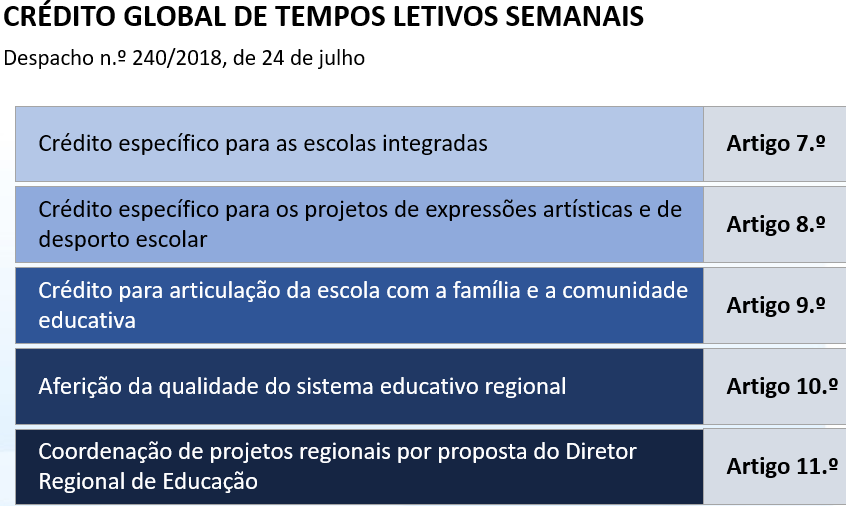 CRÉDITO GLOBAL DE TEMPOS LETIVOS SEMANAIS
Despacho n.º 240/2018, de 24 de julho
Crédito específico para as escolas integradas
Artigo 7.º
Crédito específico para os projetos de expressões artísticas e de
desporto escolar
Artigo 8.º
Crédito para articulação da escola com a família e a comunidade
educativa
Artigo 9.º
Aferição da qualidade do sistema educativo regional
Artigo 10.º
Coordenação de projetos regionais por proposta do Diretor
Regional de Educação
Artigo 11.º